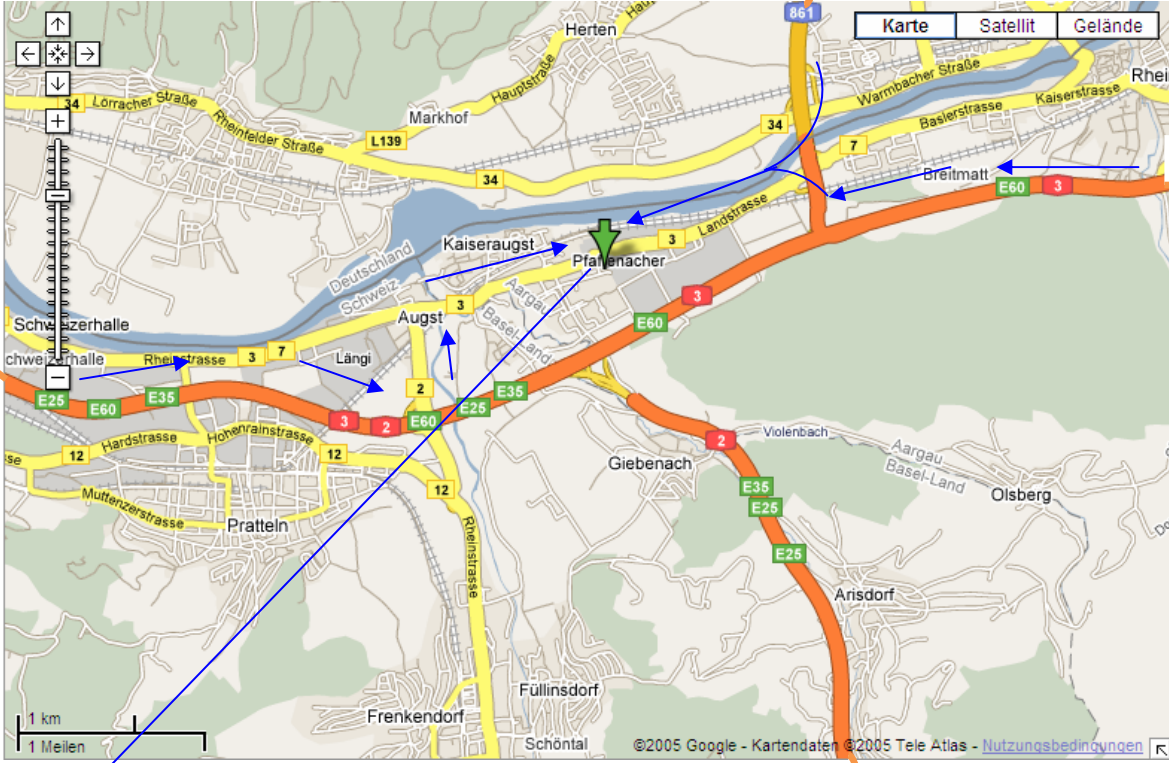 861
Karte
Satellit
Gelände
Herten
Hauptstraße
34
Lörracher Straße
Rheinfelder Straße
Markhof
L139
34
34
Warmbacher Straße
Rhei
7
Baslerstrasse
Kaiserstrasse
Breitmatt
E60
3
Landstrasse
3
Kaiseraugst
Deutschland
Schweiz
Pfaffenacher
3
E60
Aargau
Basel-Land
3
Augst
Schweizerhalle
chweizerhalle
Rheinstrasse
3
7
Längi
2
E25
E60
E35
3
2
E60
E25
E35
12
Hardstrasse
Hohenrainstrasse
12
sse
Muttenzerstrasse
Pratteln
12
Rheinstrasse
2
Violenbach
Giebenach
Aargau
Basel-Land
Olsberg
E35
E25
E25
Arisdorf
Füllinsdorf
Frenkendorf
Schöntal
1 km
1 Meilen
©2005 Google - Kartendaten ©2005 Tele Atlas - Nutzungsbedingungen